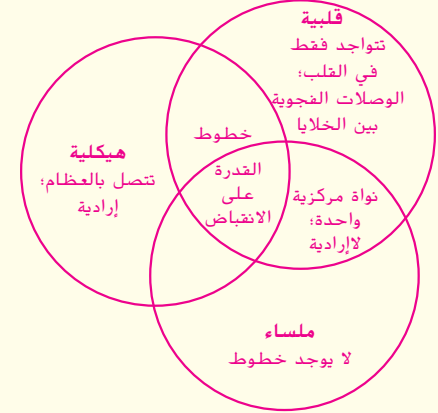 قلبية
تتواجد فقط
في القلب؛
الوصلات الفجوية
بين الخلايا
خطوط
هيكلية
تتصل بالعظام؛
إرادية
القدرة
على
الانقباض
نواة مركزية
واحدة؛
لاإرادية
ملساء
لا يوجد خطوط